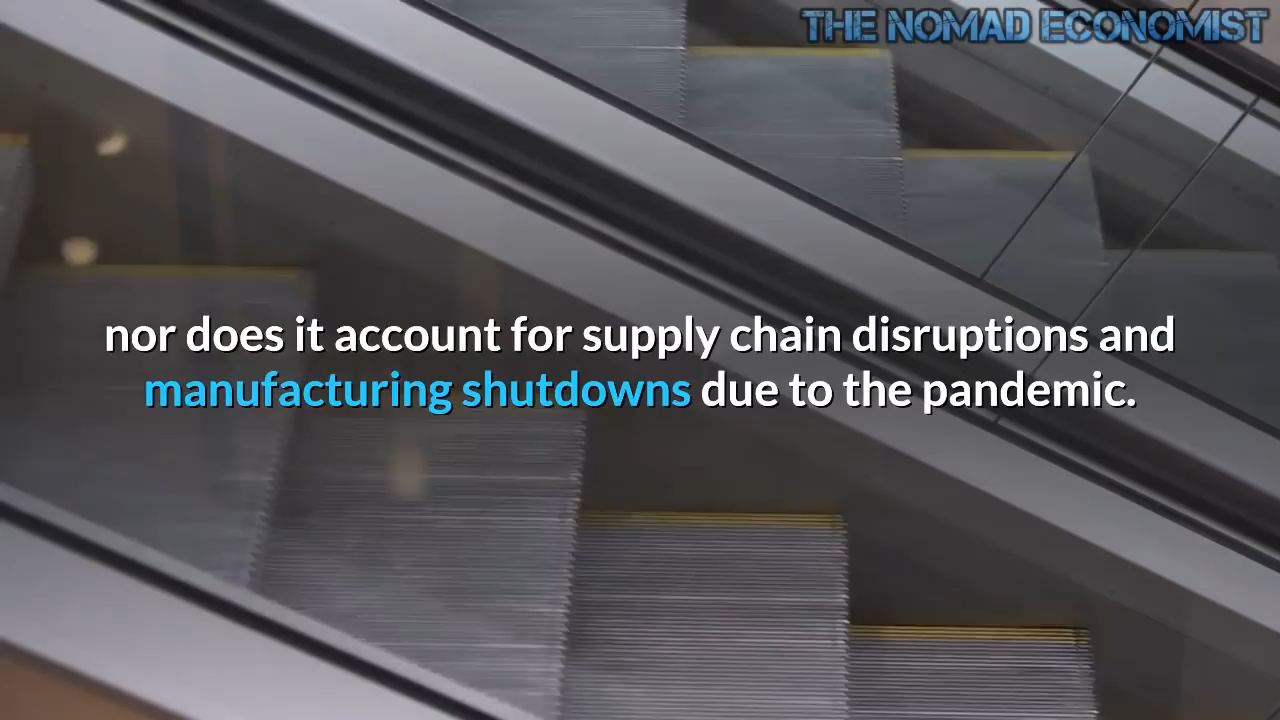 THE NOMAD ECONOMIST
nor does it account for supply chain disruptions and
manufacturing shutdowns due to the pandemic.